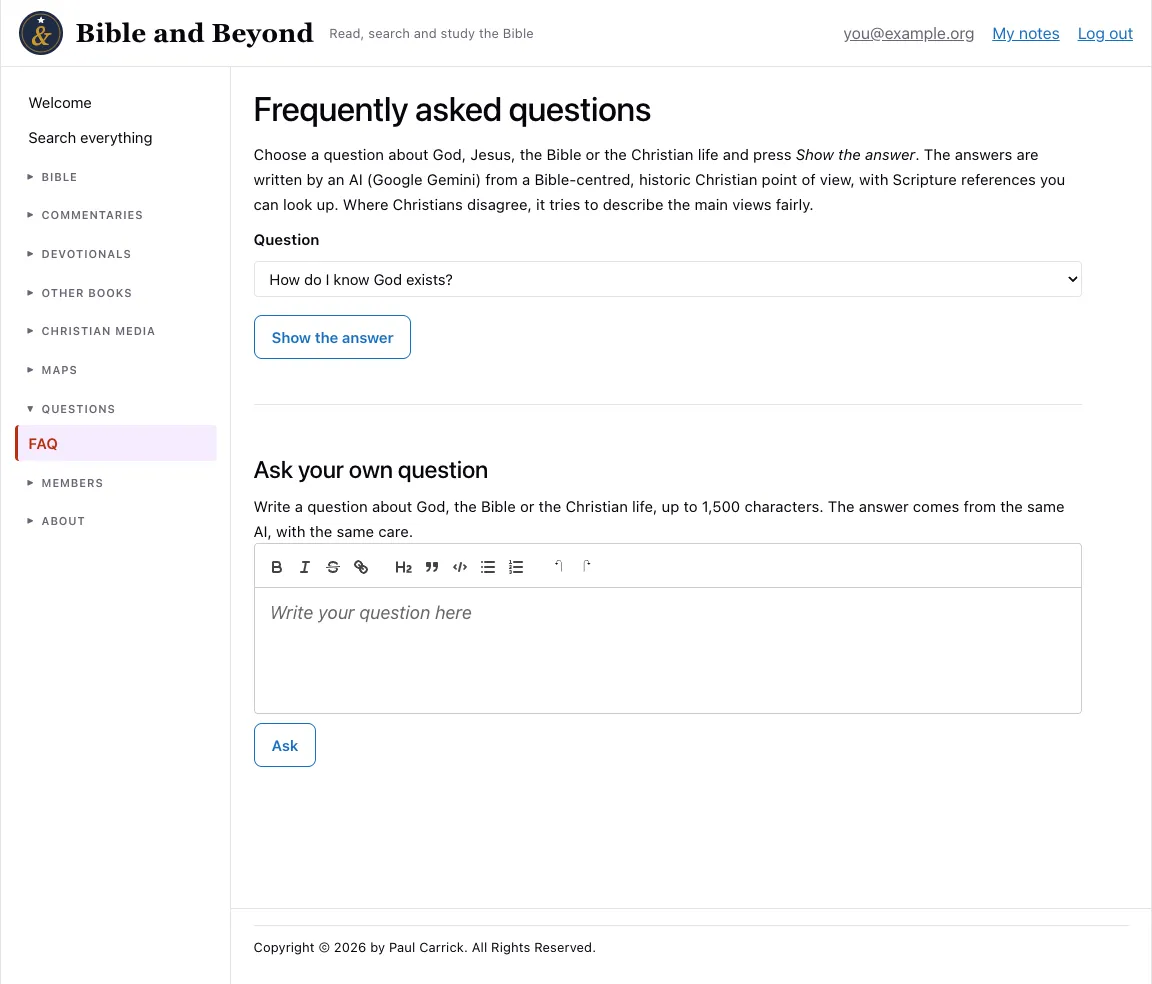 &
Bible and Beyond
Read, search and study the Bible
you@example.org
My notes
Log out
Welcome
Search everything
BIBLE
COMMENTARIES
DEVOTIONALS
OTHER BOOKS
CHRISTIAN MEDIA
MAPS
QUESTIONS
FAQ
MEMBERS
ABOUT
Frequently asked questions
Choose a question about God, Jesus, the Bible or the Christian life and press Show the answer. The answers are
written by an AI (Google Gemini) from a Bible-centred, historic Christian point of view, with Scripture references you
can look up. Where Christians disagree, it tries to describe the main views fairly.
Question
How do I know God exists?
Show the answer
Ask your own question
Write a question about God, the Bible or the Christian life, up to 1,500 characters. The answer comes from the same
AI, with the same care.
B I S H2
Write your question here
Ask
Copyright © 2026 by Paul Carrick. All Rights Reserved.